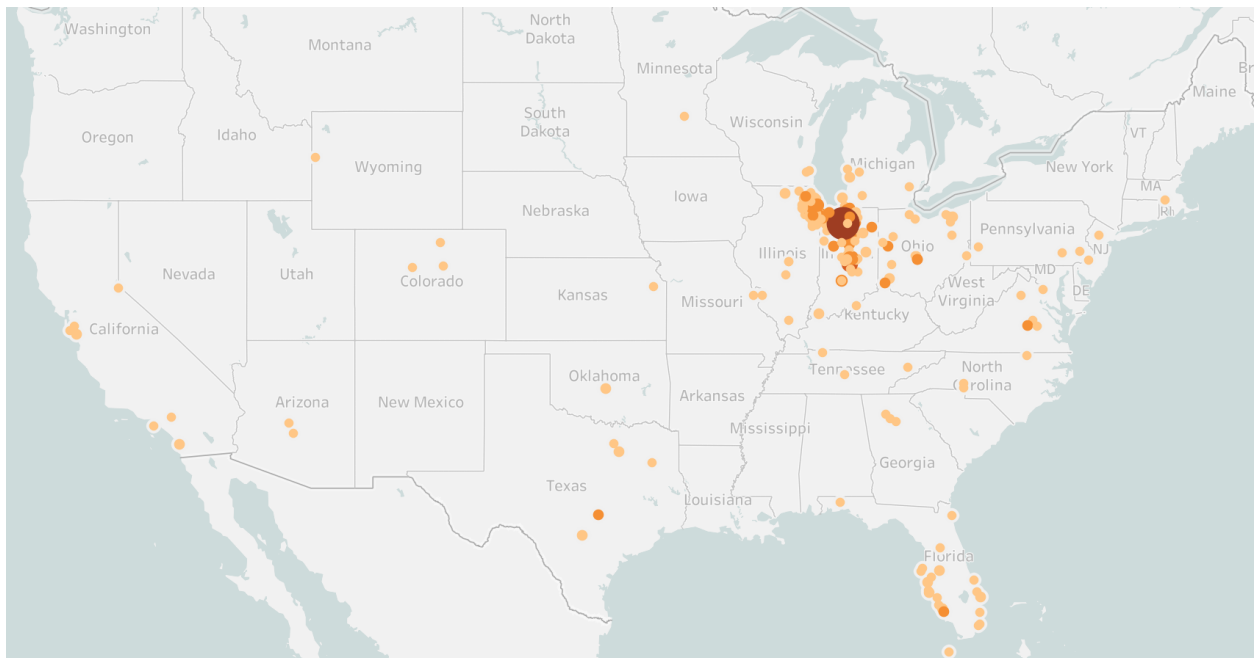 Washington
Montana
North
Dakota
Minnesota
Maine
Br
Oregon
Idaho
South
Dakota
Wisconsin
VT
Wyoming
Michigan
New York
MA
RI
Iowa
Nebraska
Pennsylvania
NJ
Nevada
Utah
Colorado
Illinois
Ohio
MD
DE
Kansas
Missouri
West
Virginia
California
Kentucky
Oklahoma
Tennessee
North
Carolina
Arizona
New Mexico
Arkansas
Mississippi
Georgia
Texas
Louisiana
Florida